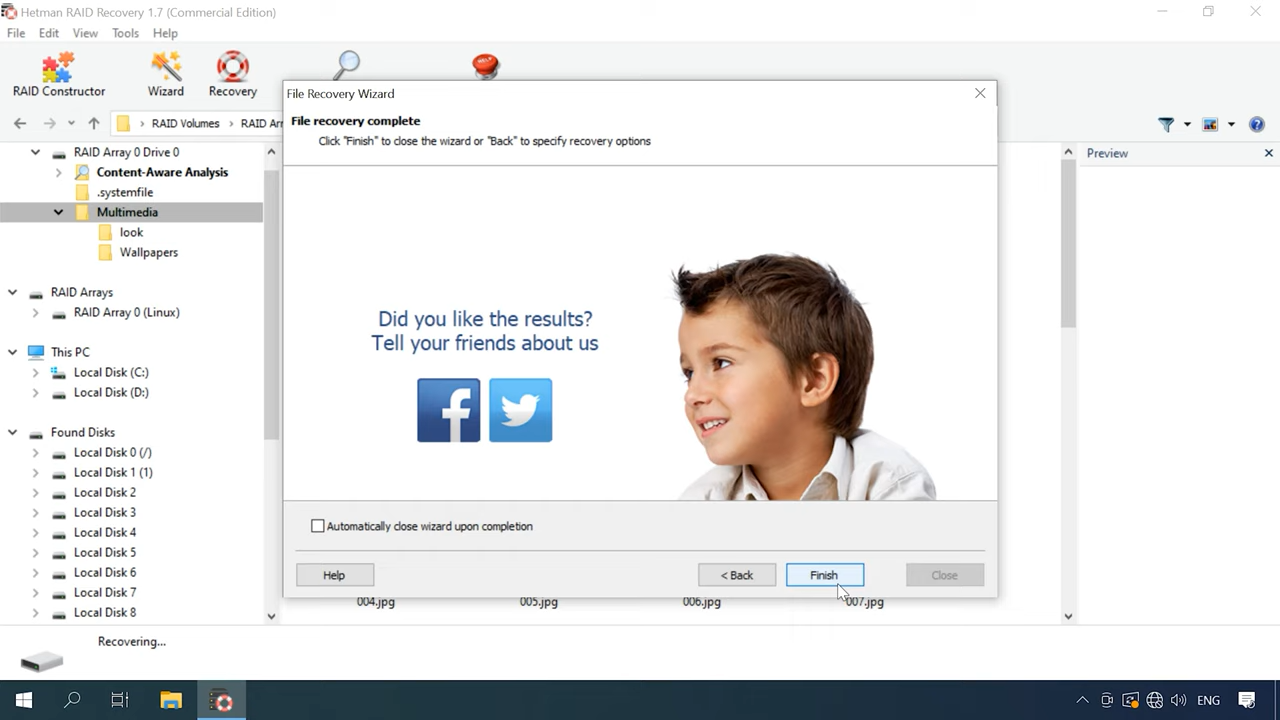 Hetman RAID Recovery 1.7 (Commercial Edition)
File Edit View Tools Help
HELP
RAID Constructor Wizard Recovery
RAID Volumes RAID Arr
File Recovery Wizard
File recovery complete
Click "Finish" to close the wizard or "Back" to specify recovery options
Preview
RAID Array 0 Drive 0
Content-Aware Analysis
.systemfile
Multimedia
look
Wallpapers
RAID Arrays
RAID Array 0 (Linux)
This PC
Local Disk (C:)
Local Disk (D:)
Found Disks
Local Disk 0 (/)
Local Disk 1 (1)
Local Disk 2
Local Disk 3
Local Disk 4
Local Disk 5
Local Disk 6
Local Disk 7
Local Disk 8
Did you like the results?
Tell your friends about us
Automatically close wizard upon completion
Help < Back Finish Close
004.jpg 005.jpg 006.jpg 007.jpg
Recovering...
ENG